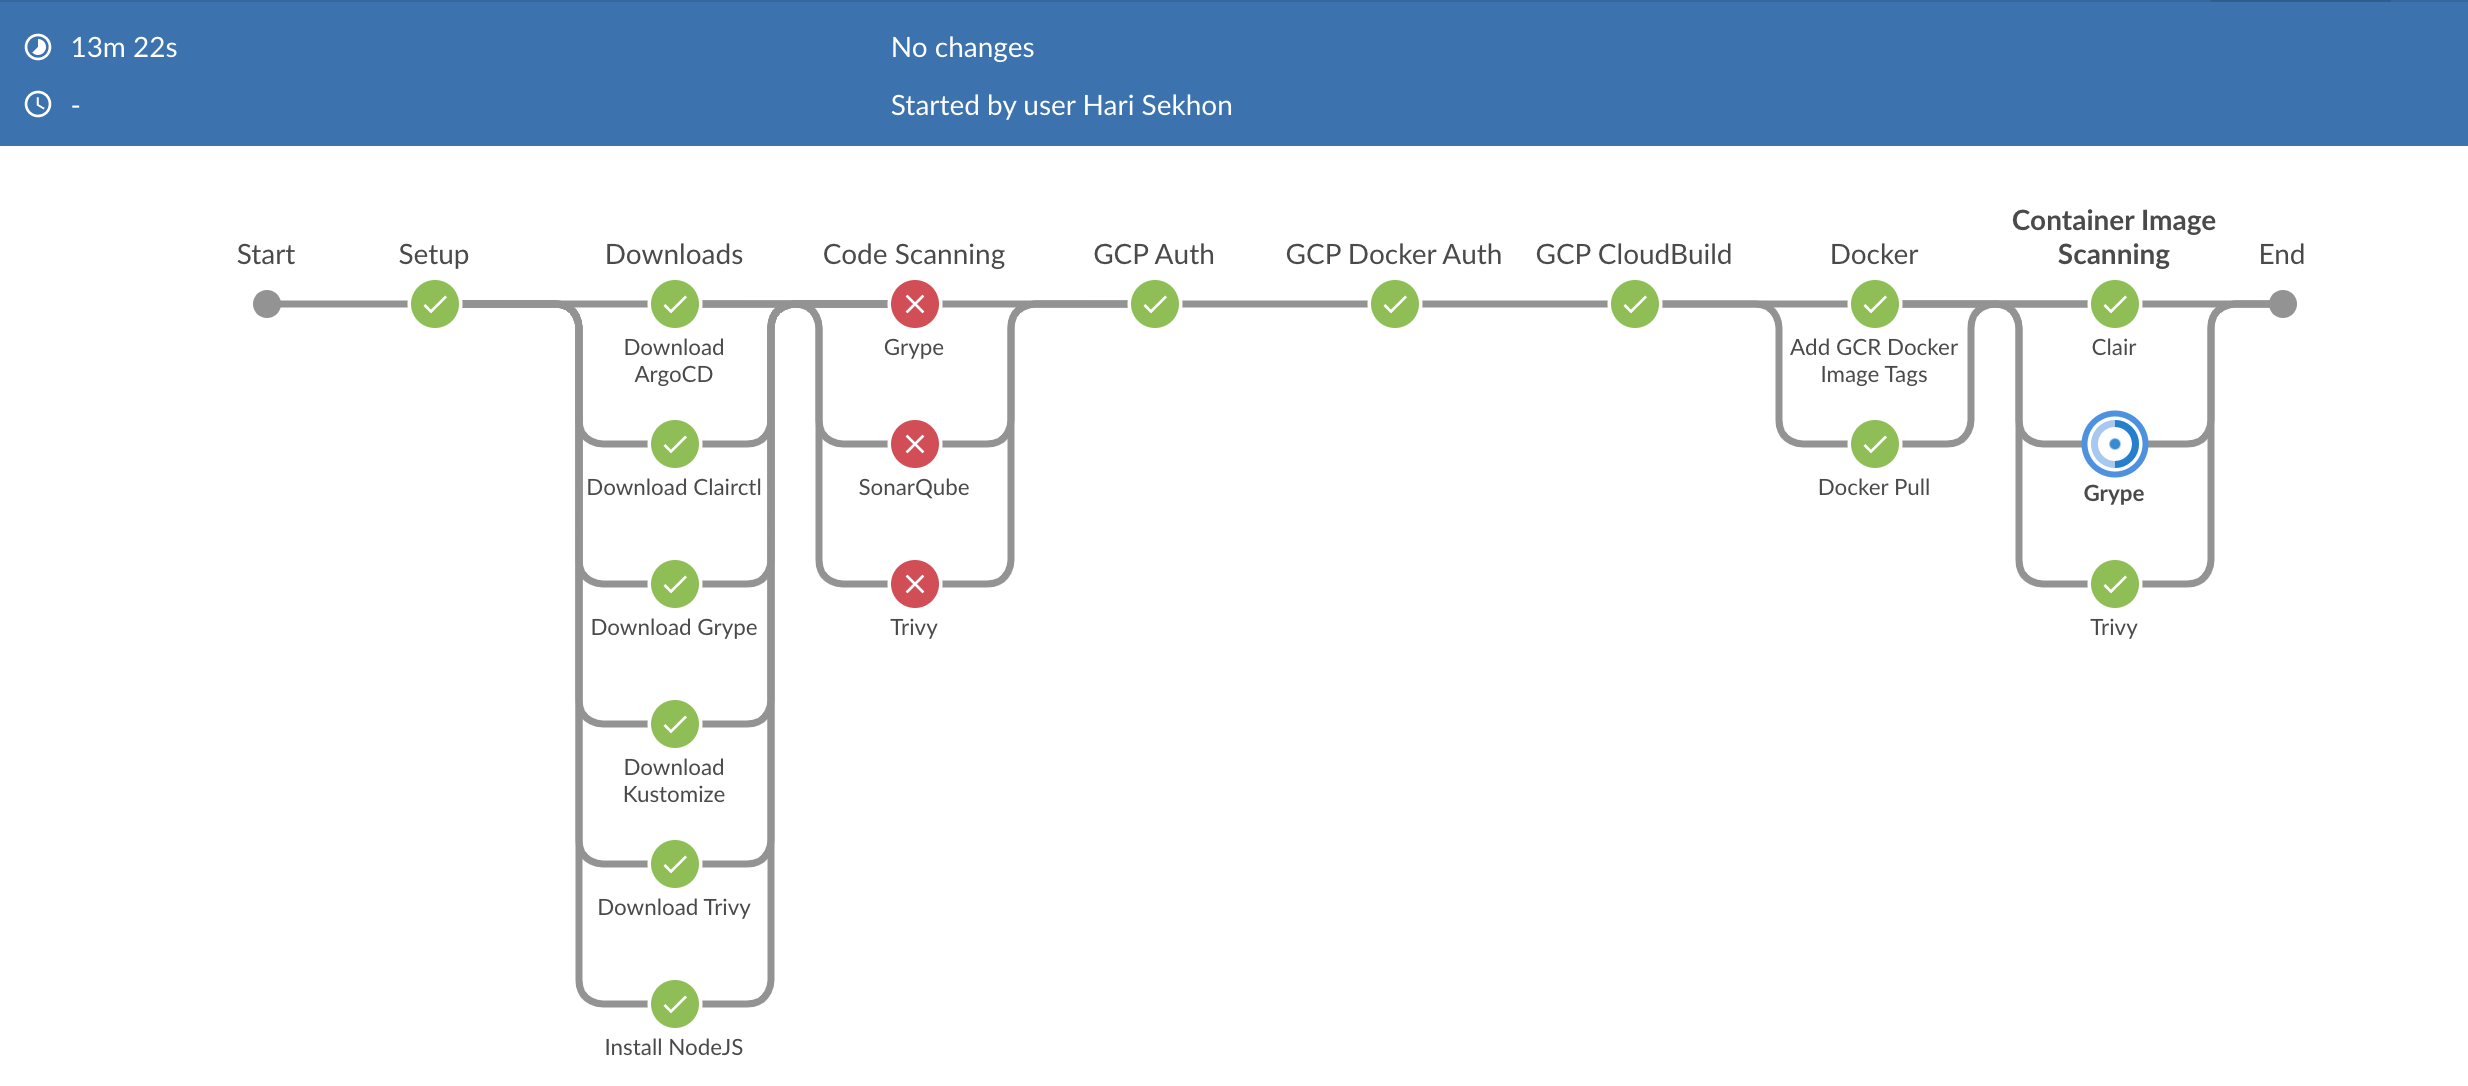 13m 22s
No changes
-
Started by user Hari Sekhon
Start
Setup
Downloads
Code Scanning
GCP Auth
GCP Docker Auth
GCP CloudBuild
Docker
Container Image
Scanning
End
Download
ArgoCD
Download Clairctl
Download Grype
Download
Kustomize
Download Trivy
Install NodeJS
Grype
SonarQube
Trivy
Add GCR Docker
Image Tags
Docker Pull
Clair
Grype
Trivy